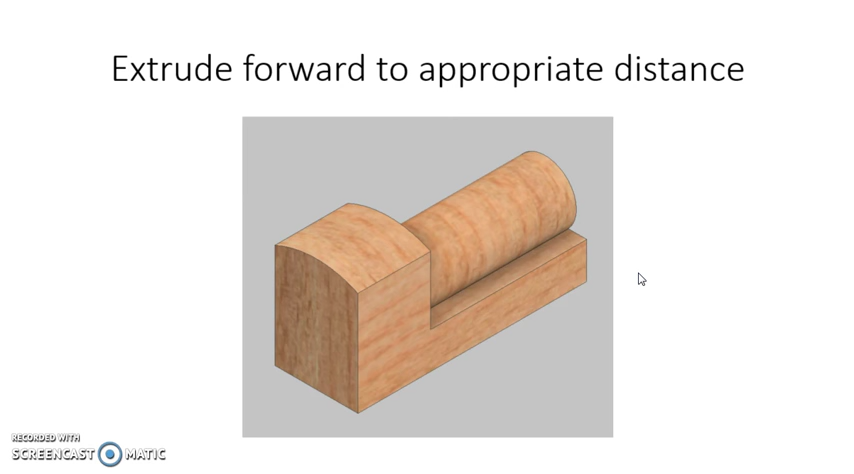 Extrude forward to appropriate distance
RECORDED WITH
SCREENCAST MATIC